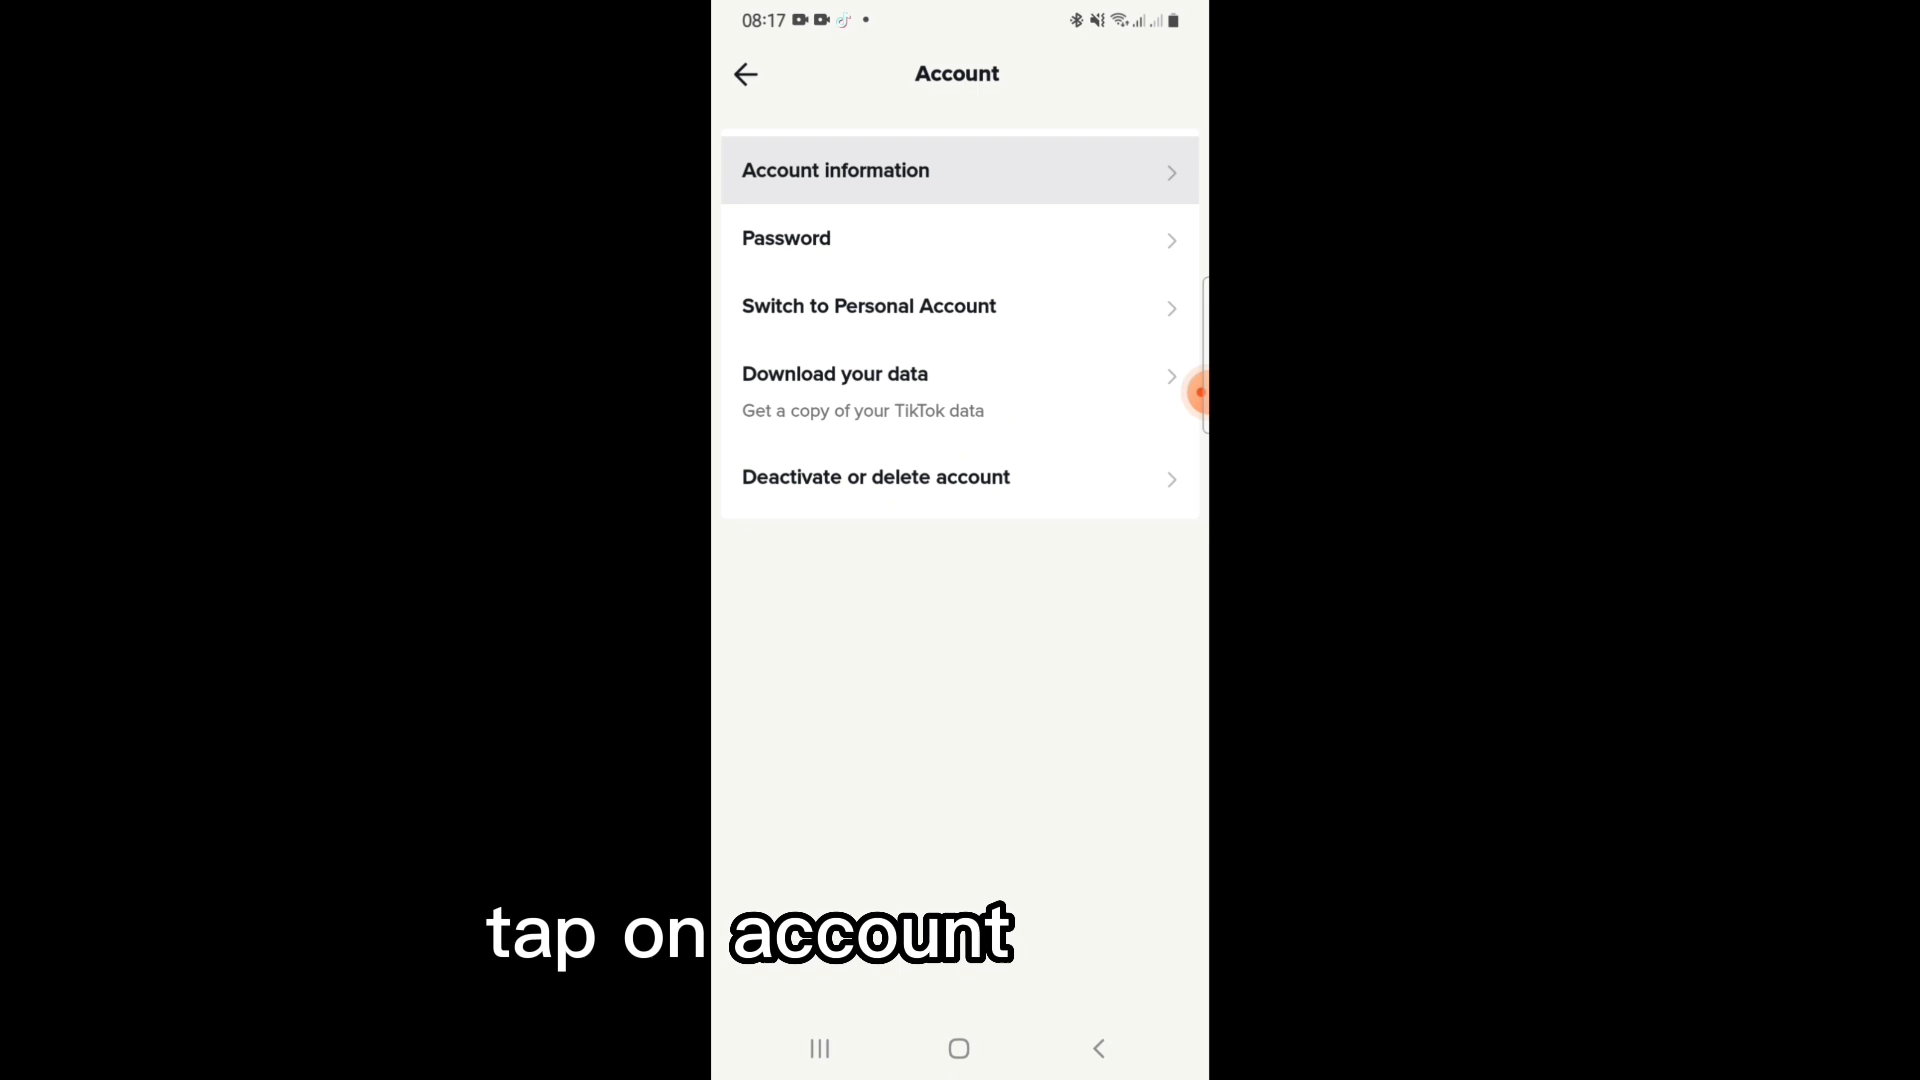 08:17
Account
Account information
Password
Switch to Personal Account
Download your data
Get a copy of your TikTok data
Deactivate or delete account
tap on account